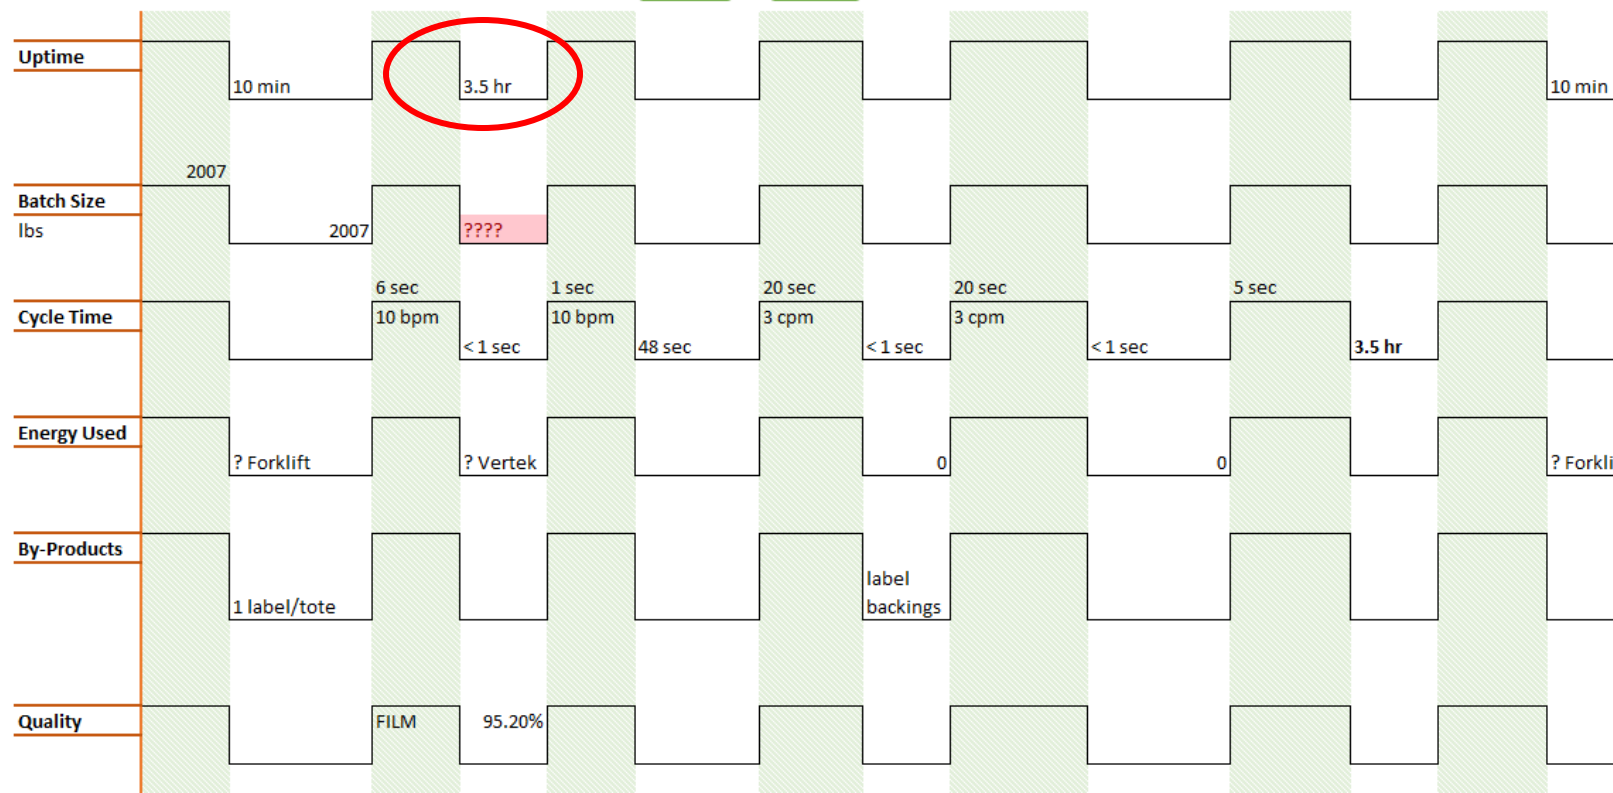 Uptime
10 min
3.5 hr
10 min
2007
Batch Size
lbs
2007
????
6 sec
1 sec
20 sec
20 sec
5 sec
Cycle Time
10 bpm
10 bpm
3 cpm
3 cpm
< 1 sec
48 sec
< 1 sec
< 1 sec
3.5 hr
Energy Used
? Forklift
? Vertek
0
0
? Forkli
By-Products
1 label/tote
label
backings
Quality
FILM
95.20%